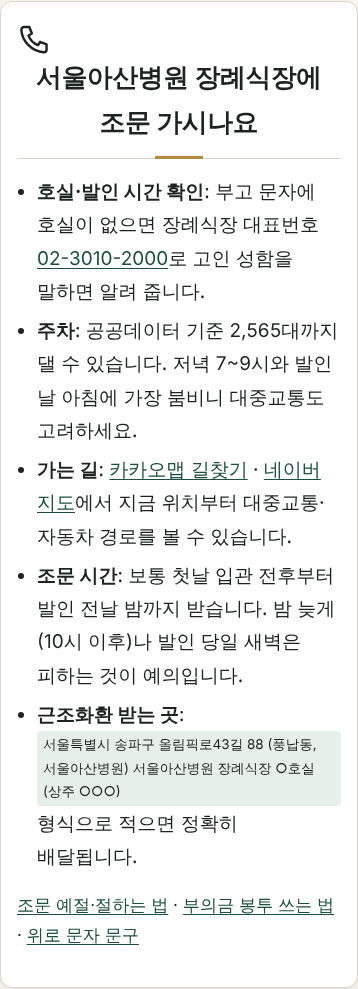 서울아산병원 장례식장에
조문 가시나요
• 호실·발인 시간 확인: 부고 문자에
호실이 없으면 장례식장 대표번호
02-3010-2000로 고인 성함을
말하면 알려 줍니다.
• 주차: 공공데이터 기준 2,565대까지
댈 수 있습니다. 저녁 7~9시와 발인
날 아침에 가장 붐비니 대중교통도
고려하세요.
• 가는 길: 카카오맵 길찾기 · 네이버
지도에서 지금 위치부터 대중교통·
자동차 경로를 볼 수 있습니다.
• 조문 시간: 보통 첫날 입관 전후부터
발인 전날 밤까지 받습니다. 밤 늦게
(10시 이후)나 발인 당일 새벽은
피하는 것이 예의입니다.
• 근조화환 받는 곳:
서울특별시 송파구 올림픽로43길 88 (풍납동,
서울아산병원) 서울아산병원 장례식장 ○호실
(상주 ○○○)
형식으로 적으면 정확히
배달됩니다.
조문 예절·절하는 법 · 부의금 봉투 쓰는 법
· 위로 문자 문구